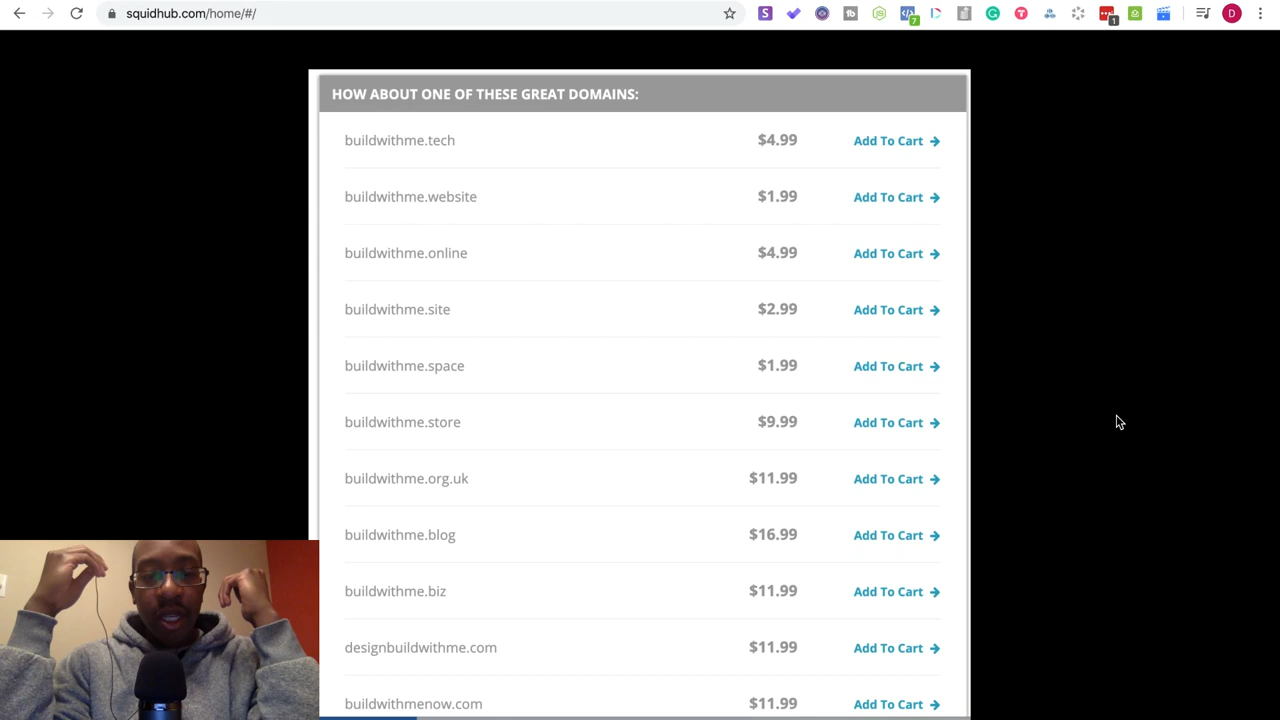 squidhub.com/home/#/
7
1
D
HOW ABOUT ONE OF THESE GREAT DOMAINS:
buildwithme.tech $4.99 Add To Cart →
buildwithme.website $1.99 Add To Cart →
buildwithme.online $4.99 Add To Cart →
buildwithme.site $2.99 Add To Cart →
buildwithme.space $1.99 Add To Cart →
buildwithme.store $9.99 Add To Cart →
buildwithme.org.uk $11.99 Add To Cart →
buildwithme.blog $16.99 Add To Cart →
buildwithme.biz $11.99 Add To Cart →
designbuildwithme.com $11.99 Add To Cart →
buildwithmenow.com $11.99 Add To Cart →